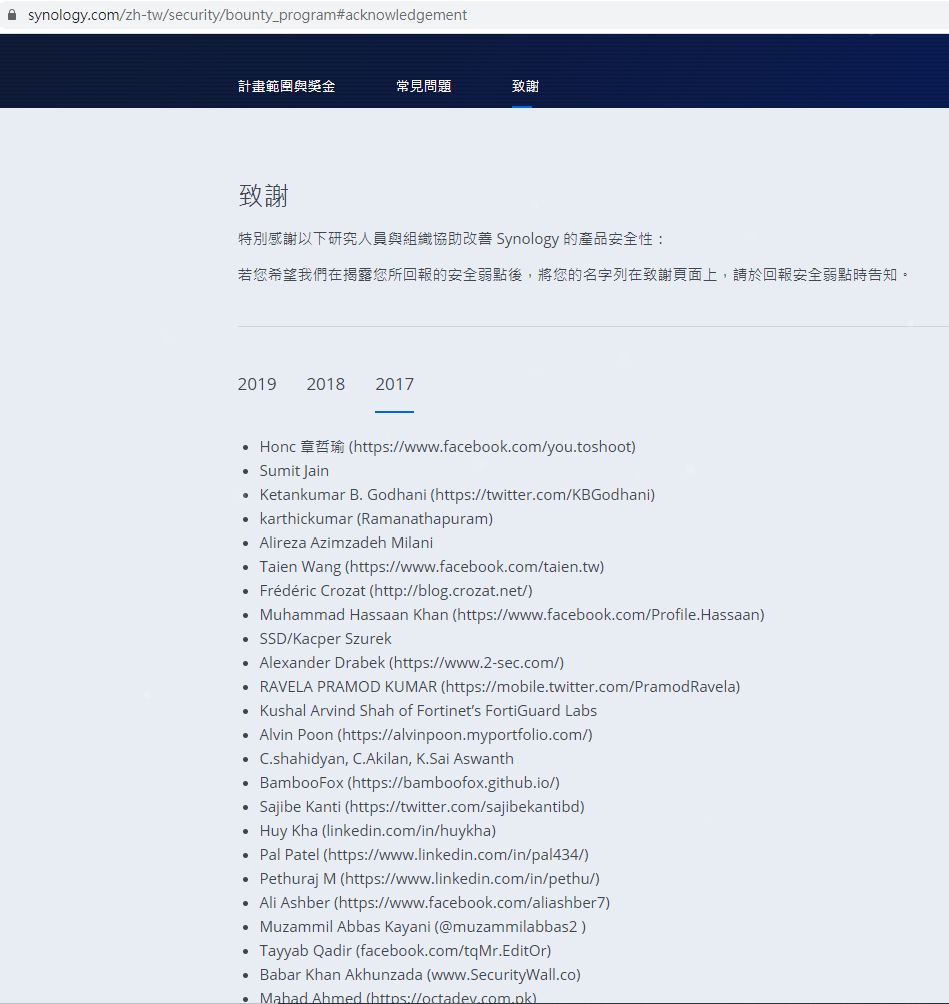 synology.com/zh-tw/security/bounty_program#acknowledgement
計畫範圍與獎金 常見問題 致謝
致謝
特別感謝以下研究人員與組織協助改善 Synology 的產品安全性：
若您希望我們在揭露您所回報的安全弱點後，將您的名字列在致謝頁面上，請於回報安全弱點時告知。
2019 2018 2017
• Honc 章哲瑜 (https://www.facebook.com/you.toshoot)
• Sumit Jain
• Ketankumar B. Godhani (https://twitter.com/KBGodhani)
• karthickumar (Ramanathapuram)
• Alireza Azimzadeh Milani
• Taien Wang (https://www.facebook.com/taien.tw)
• Frédéric Crozat (http://blog.crozat.net/)
• Muhammad Hassaan Khan (https://www.facebook.com/Profile.Hassaan)
• SSD/Kacper Szurek
• Alexander Drabek (https://www.2-sec.com/)
• RAVELA PRAMOD KUMAR (https://mobile.twitter.com/PramodRavela)
• Kushal Arvind Shah of Fortinet’s FortiGuard Labs
• Alvin Poon (https://alvinpoon.myportfolio.com/)
• C.shahidyan, C.Akilan, K.Sai Aswanth
• BambooFox (https://bamboofox.github.io/)
• Sajibe Kanti (https://twitter.com/sajibekantibd)
• Huy Kha (linkedin.com/in/huykha)
• Pal Patel (https://www.linkedin.com/in/pal434/)
• Pethuraj M (https://www.linkedin.com/in/pethu/)
• Ali Ashber (https://www.facebook.com/aliashber7)
• Muzammil Abbas Kayani (@muzammilabbas2 )
• Tayyab Qadir (facebook.com/tqMr.EditOr)
• Babar Khan Akhunzada (www.SecurityWall.co)
• Mahad Ahmed (https://octadev.com.pk)